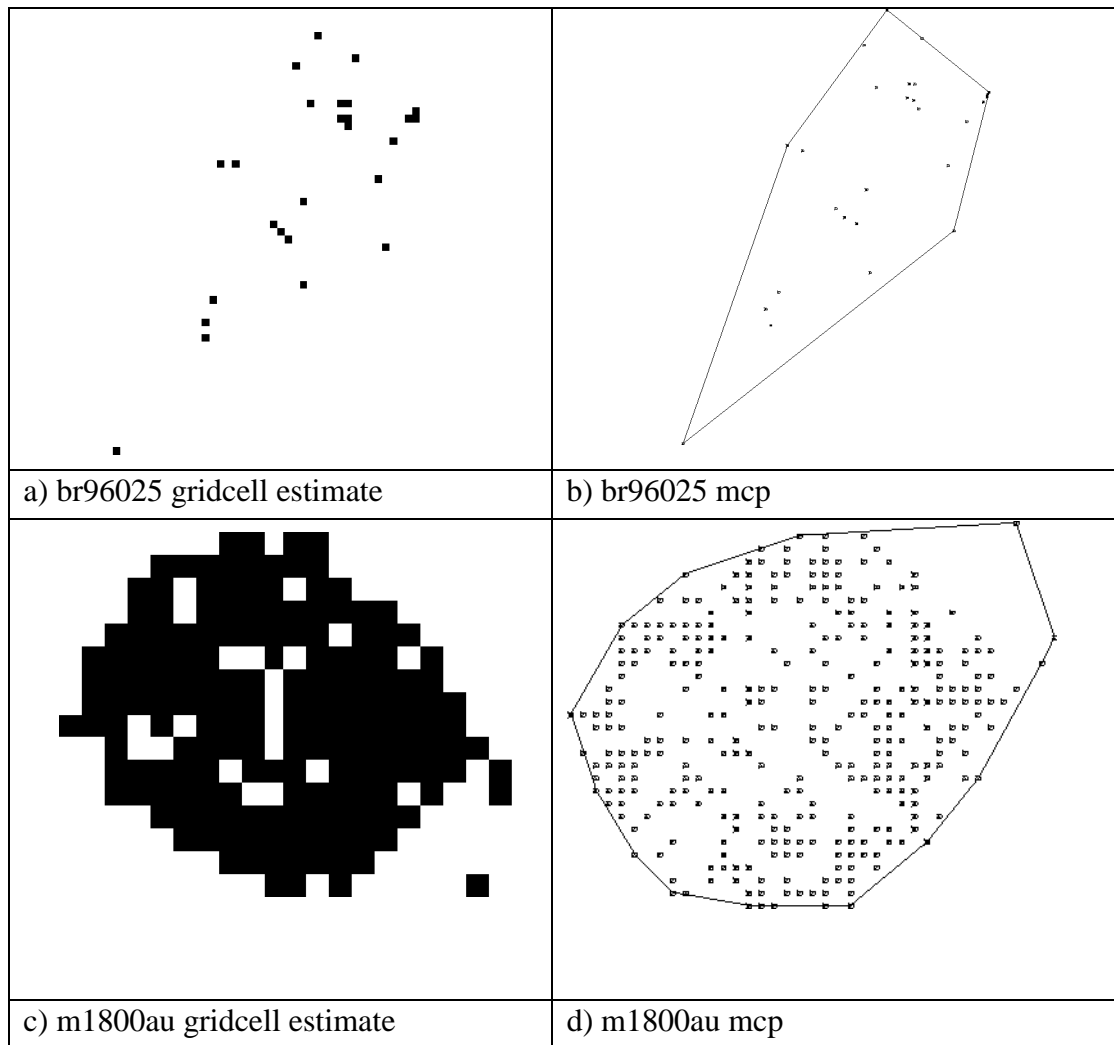 a) br96025 gridcell estimate
b) br96025 mcp
c) m1800au gridcell estimate
d) m1800au mcp